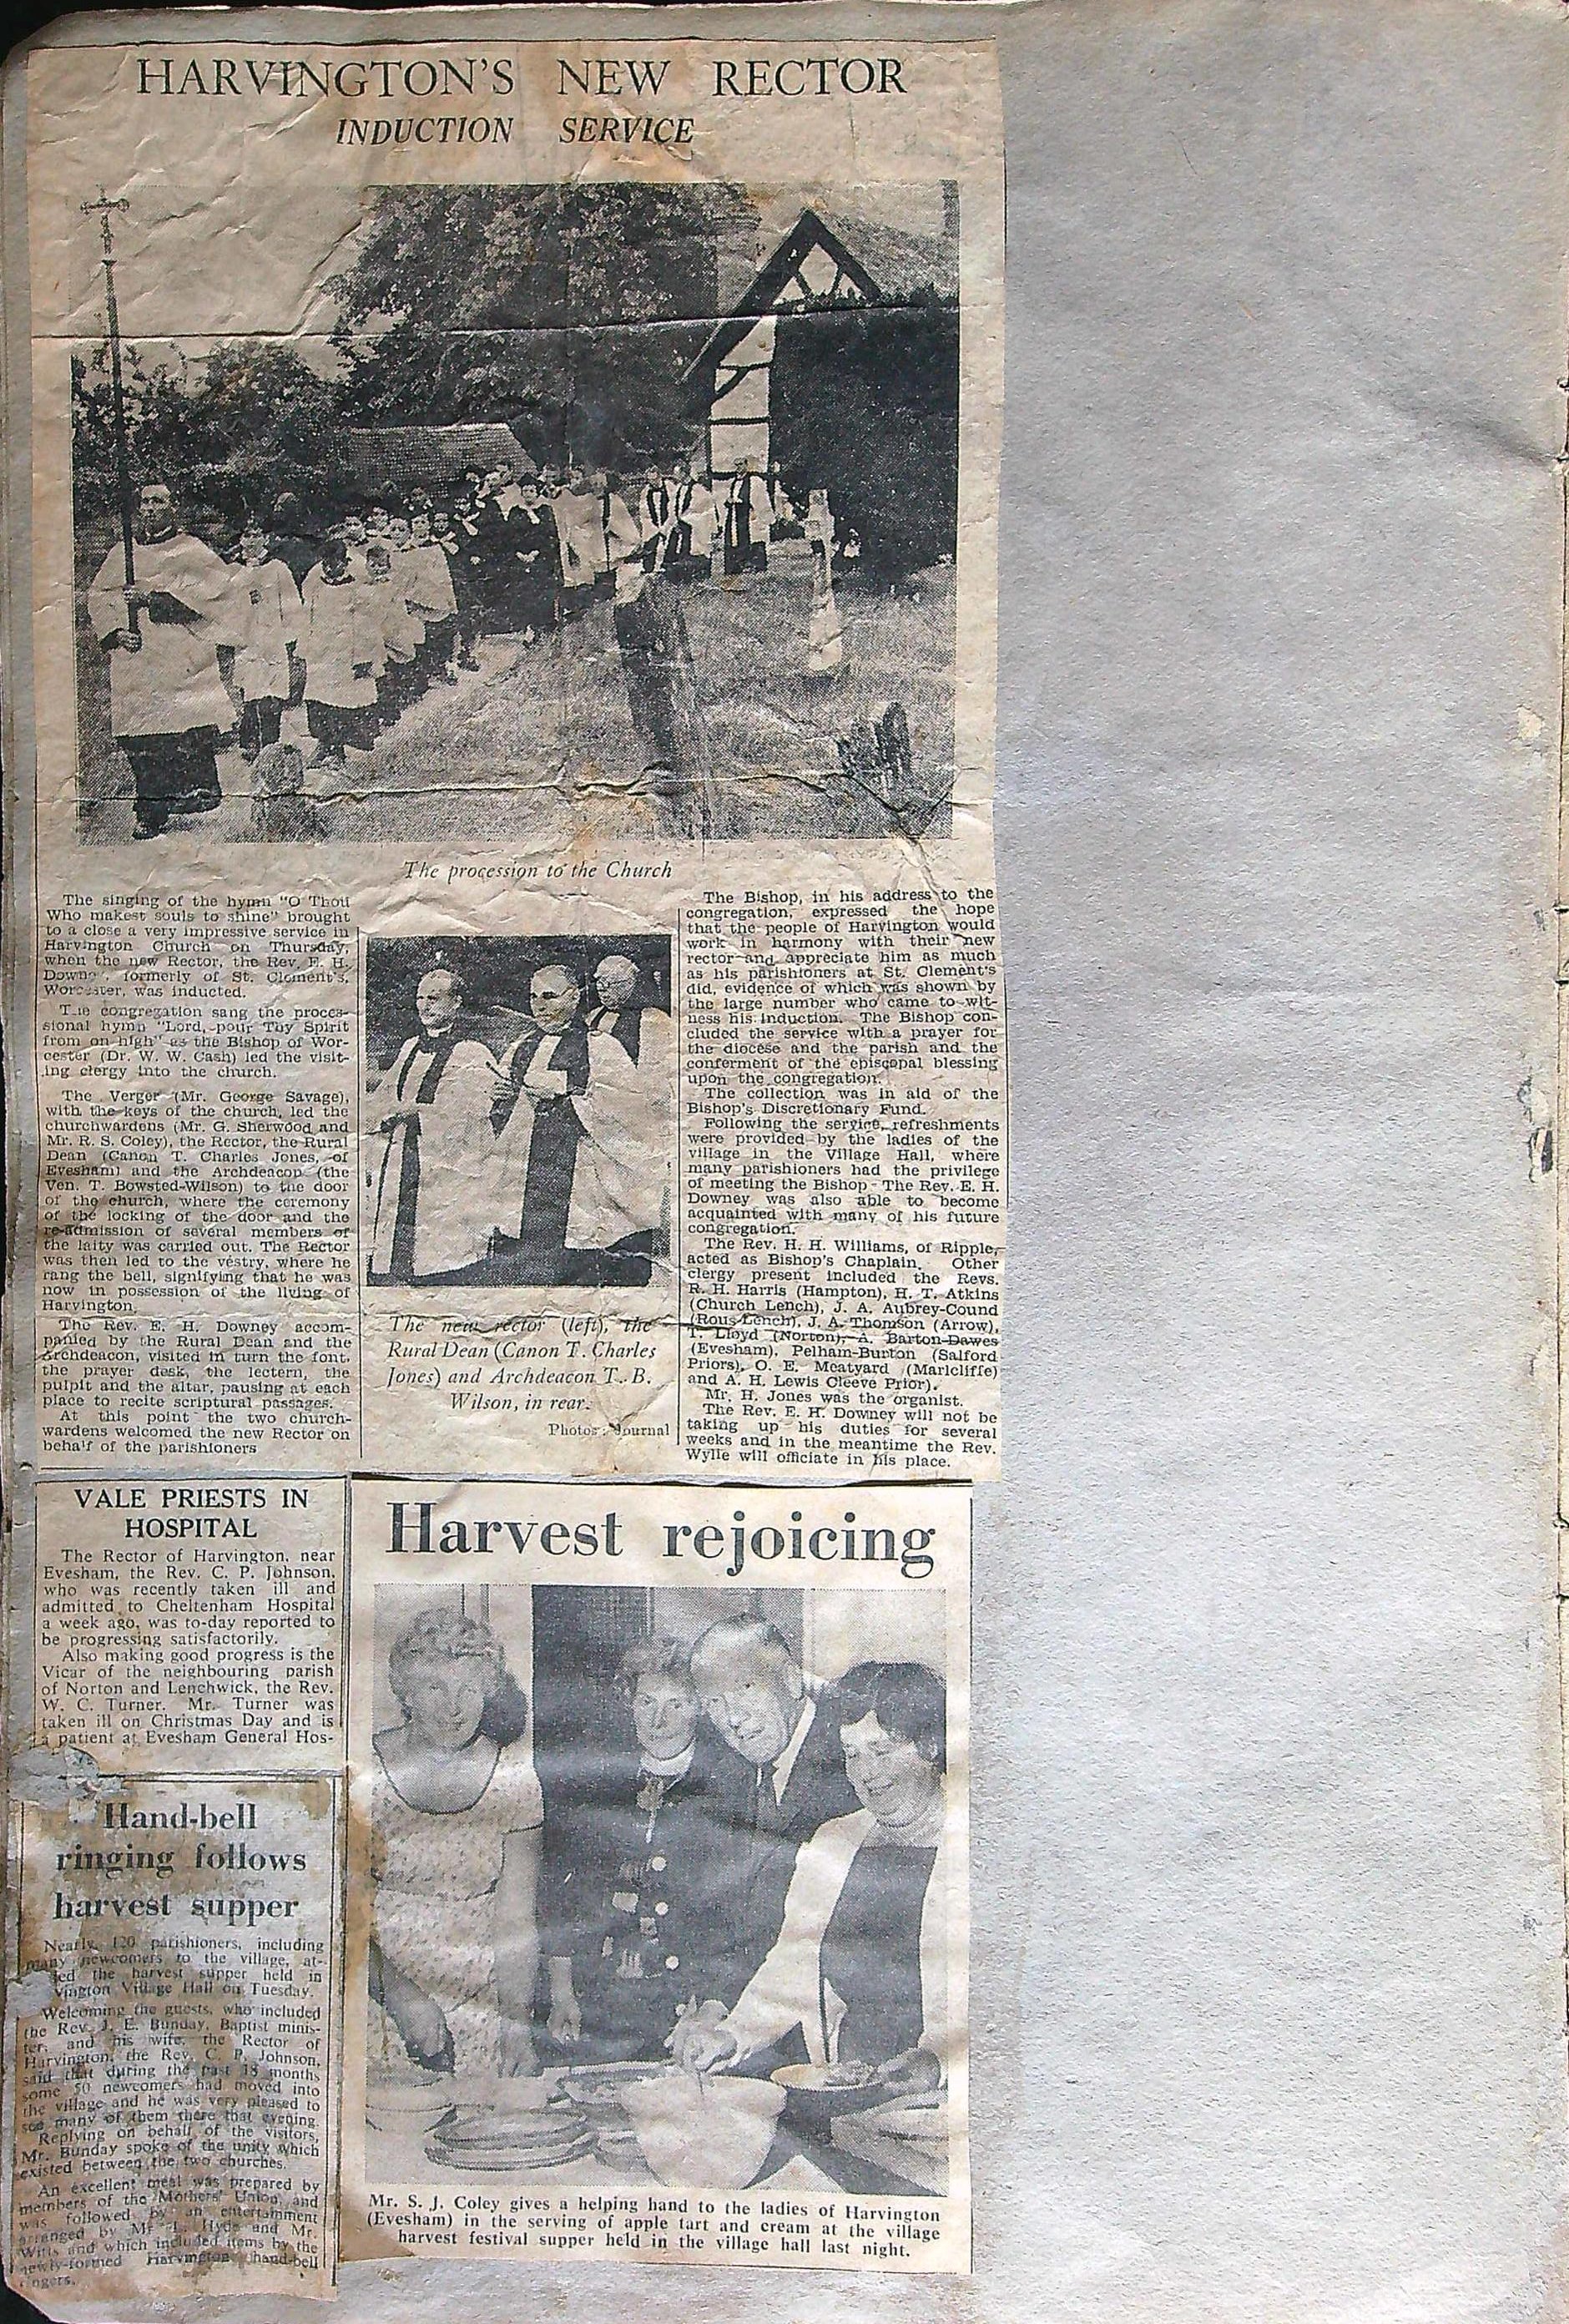 HARVINGTON'S NEW RECTOR
INDUCTION SERVICE
The procession to the Church
The singing of the hymn "O Thou
Who makest souls to shine" brought
to a close a very impressive service in
Harvington Church on Thursday,
when the new Rector, the Rev. E. H.
Downey, formerly of St. Clement's,
Worcester, was inducted.
The congregation sang the proces-
sional hymn "Lord, pour Thy Spirit
from on high" as the Bishop of Wor-
cester (Dr. W. W. Cash) led the visit-
ing clergy into the church.
The Verger (Mr. George Savage),
with the keys of the church, led the
churchwardens (Mr. G. Sherwood and
Mr. R. S. Coley), the Rector, the Rural
Dean (Canon T. Charles Jones, of
Evesham) and the Archdeacon (the
Ven. T. Bowsted-Wilson) to the door
of the church, where the ceremony
of the locking of the door and the
re-admission of several members of
the laity was carried out. The Rector
was then led to the vestry, where he
rang the bell, signifying that he was
now in possession of the living of
Harvington.
The Rev. E. H. Downey accom-
panied by the Rural Dean and the
Archdeacon, visited in turn the font,
the prayer desk, the lectern, the
pulpit and the altar, pausing at each
place to recite scriptural passages.
At this point the two church-
wardens welcomed the new Rector on
behalf of the parishioners
The new rector (left), the
Rural Dean (Canon T. Charles
Jones) and Archdeacon T. B.
Wilson, in rear.
Photos: Journal
The Bishop, in his address to the
congregation, expressed the hope
that the people of Harvington would
work in harmony with their new
rector and appreciate him as much
as his parishioners at St. Clement's
did, evidence of which was shown by
the large number who came to wit-
ness his induction. The Bishop con-
cluded the service with a prayer for
the diocese and the parish and the
conferment of the episcopal blessing
upon the congregation.
The collection was in aid of the
Bishop's Discretionary Fund.
Following the service, refreshments
were provided by the ladies of the
village in the Village Hall, where
many parishioners had the privilege
of meeting the Bishop - The Rev. E. H.
Downey was also able to become
acquainted with many of his future
congregation.
The Rev. H. H. Williams, of Ripple,
acted as Bishop's Chaplain. Other
clergy present included the Revs.
R. H. Harris (Hampton), H. T. Atkins
(Church Lench), J. A. Aubrey-Cound
(Rous Lench), J. A. Thomson (Arrow),
T. Lloyd (Norton), A. Barton-Dawes
(Evesham), Pelham-Burton (Salford
Priors), O. E. Meatyard (Marlcliffe)
and A. H. Lewis Cleeve Prior).
Mr. H. Jones was the organist.
The Rev. E. H. Downey will not be
taking up his duties for several
weeks and in the meantime the Rev.
Wylle will officiate in his place.
VALE PRIESTS IN
HOSPITAL
The Rector of Harvington, near
Evesham, the Rev. C. P. Johnson,
who was recently taken ill and
admitted to Cheltenham Hospital
a week ago, was to-day reported to
be progressing satisfactorily.
Also making good progress is the
Vicar of the neighbouring parish
of Norton and Lenchwick, the Rev.
W. C. Turner. Mr. Turner was
taken ill on Christmas Day and is
a patient at Evesham General Hos-
Hand-bell
ringing follows
harvest supper
Nearly 120 parishioners, including
many newcomers to the village, at-
ed the harvest supper held in
vington Village Hall on Tuesday.
Welcoming the guests, who included
the Rev. J. E. Bunday, Baptist minis-
ter, and his wife, the Rector of
Harvington, the Rev. C. P. Johnson,
said that during the past 18 months
some 50 newcomers had moved into
the village and he was very pleased to
see many of them there that evening.
Replying on behalf of the visitors,
Mr. Bunday spoke of the unity which
existed between the two churches.
An excellent meal was prepared by
members of the Mothers' Union and
was followed by an entertainment
arranged by Mr. L. Hyde and Mr.
Witts and which included items by the
newly-formed Harvington hand-bell
ngers.
Harvest rejoicing
Mr. S. J. Coley gives a helping hand to the ladies of Harvington
(Evesham) in the serving of apple tart and cream at the village
harvest festival supper held in the village hall last night.